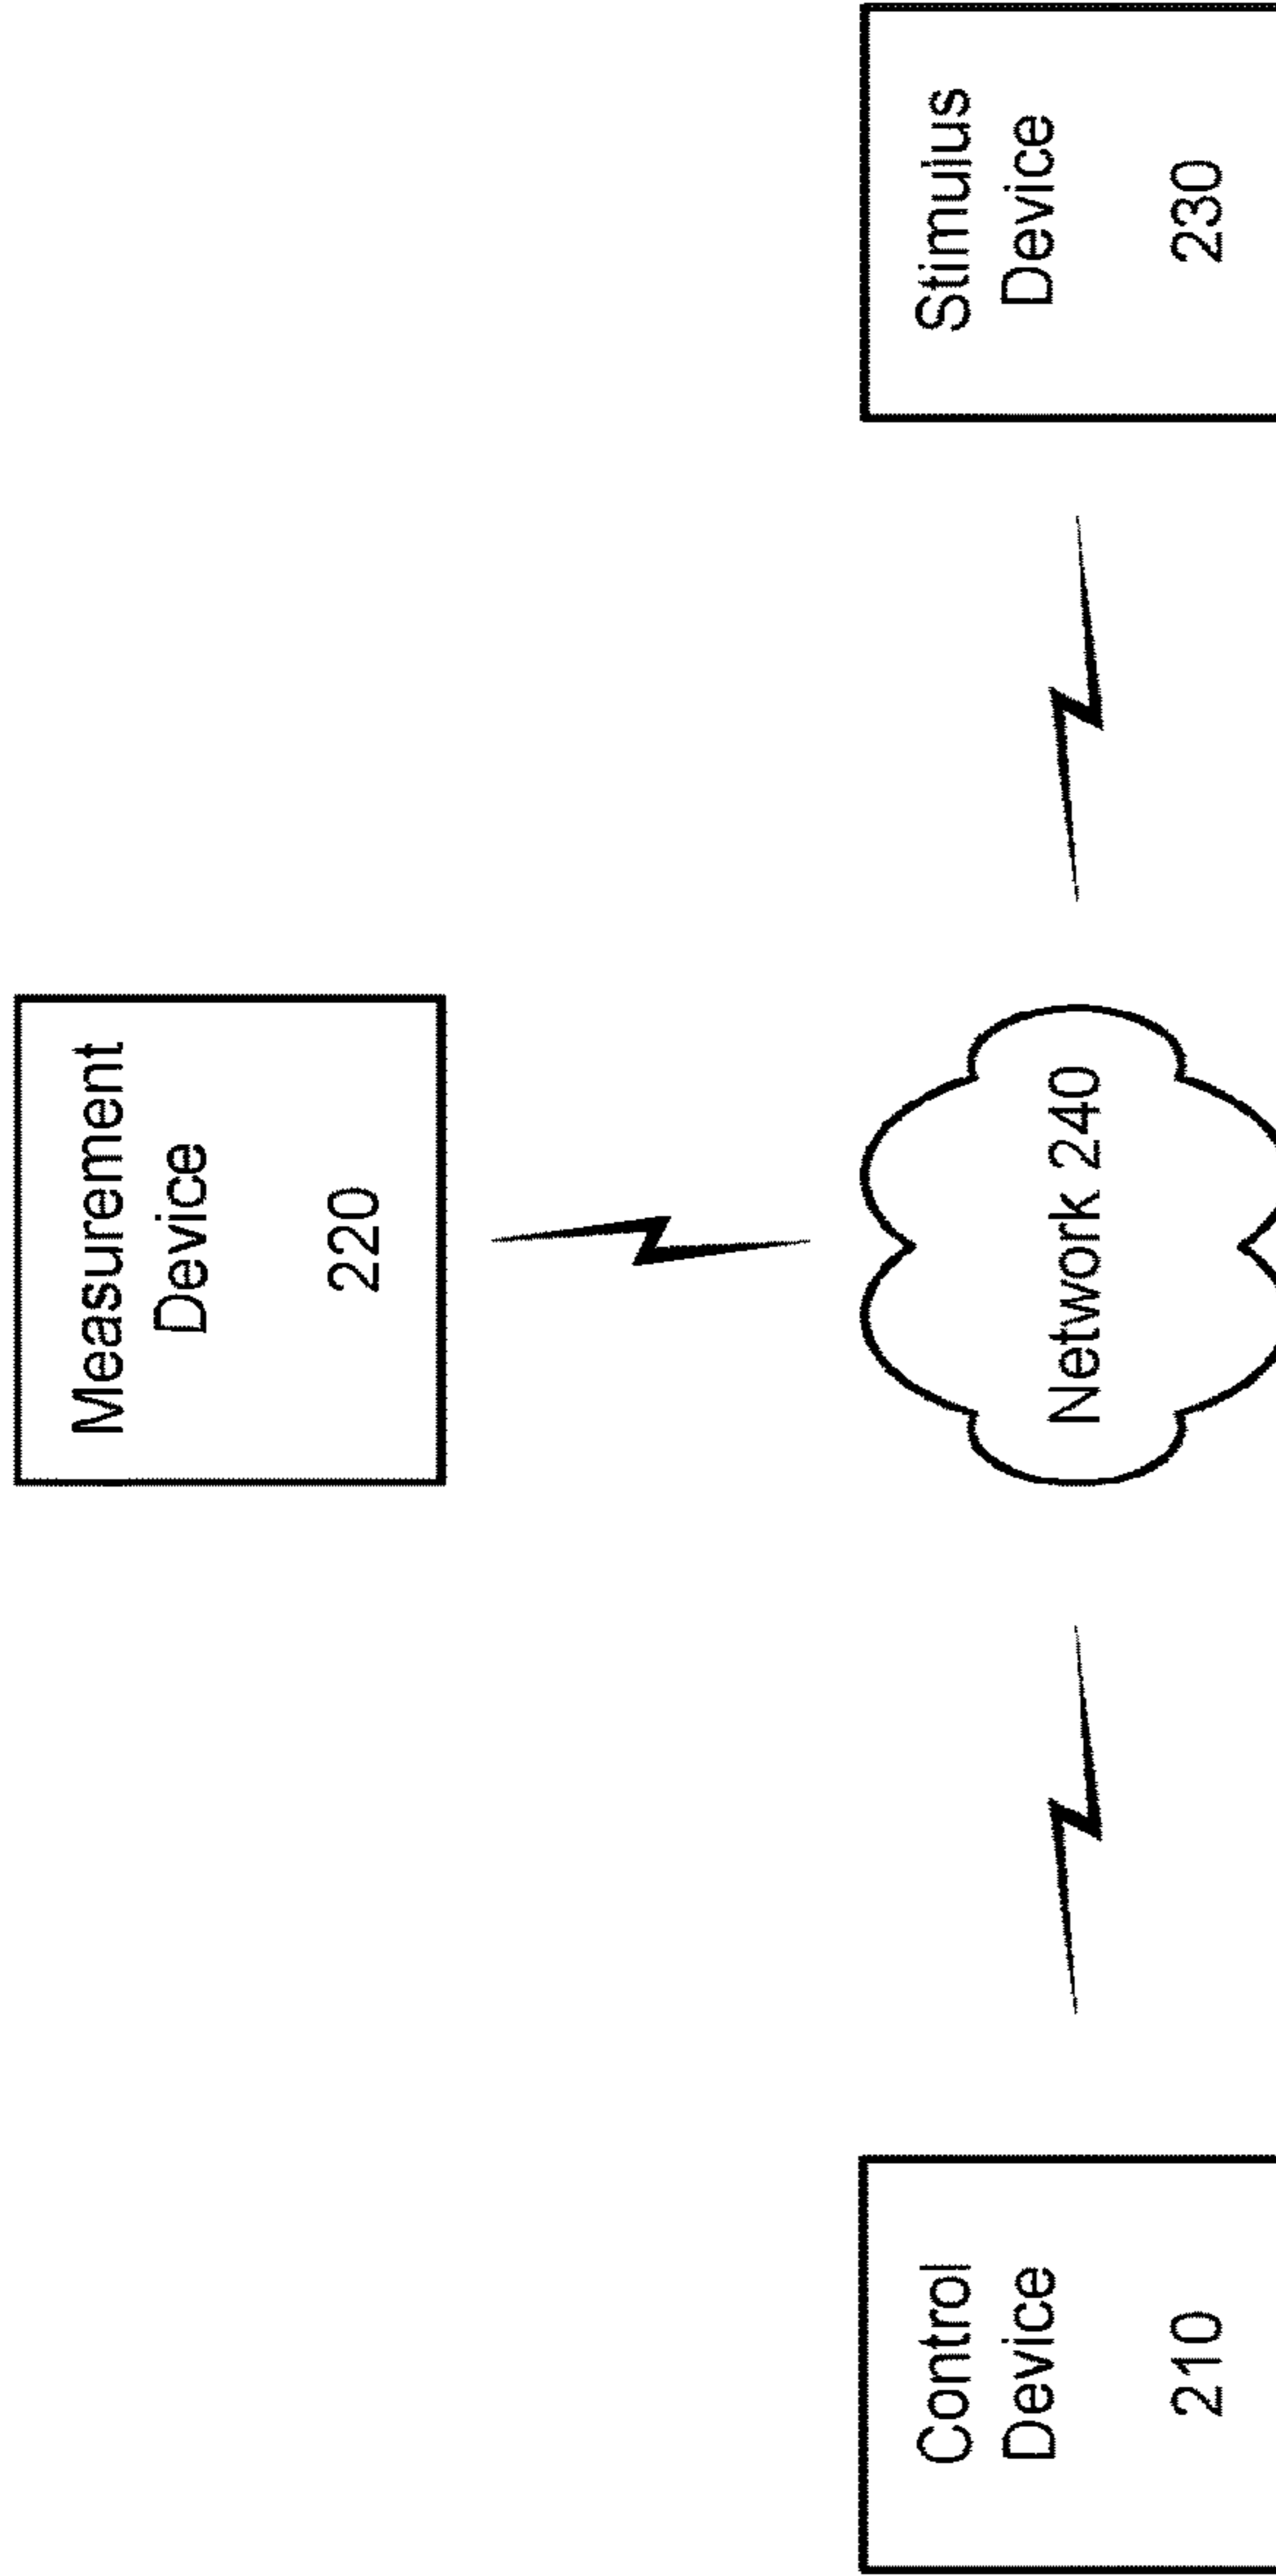 Measurement
Device
220
Control
Device
210
Network 240
Stimulus
Device
230